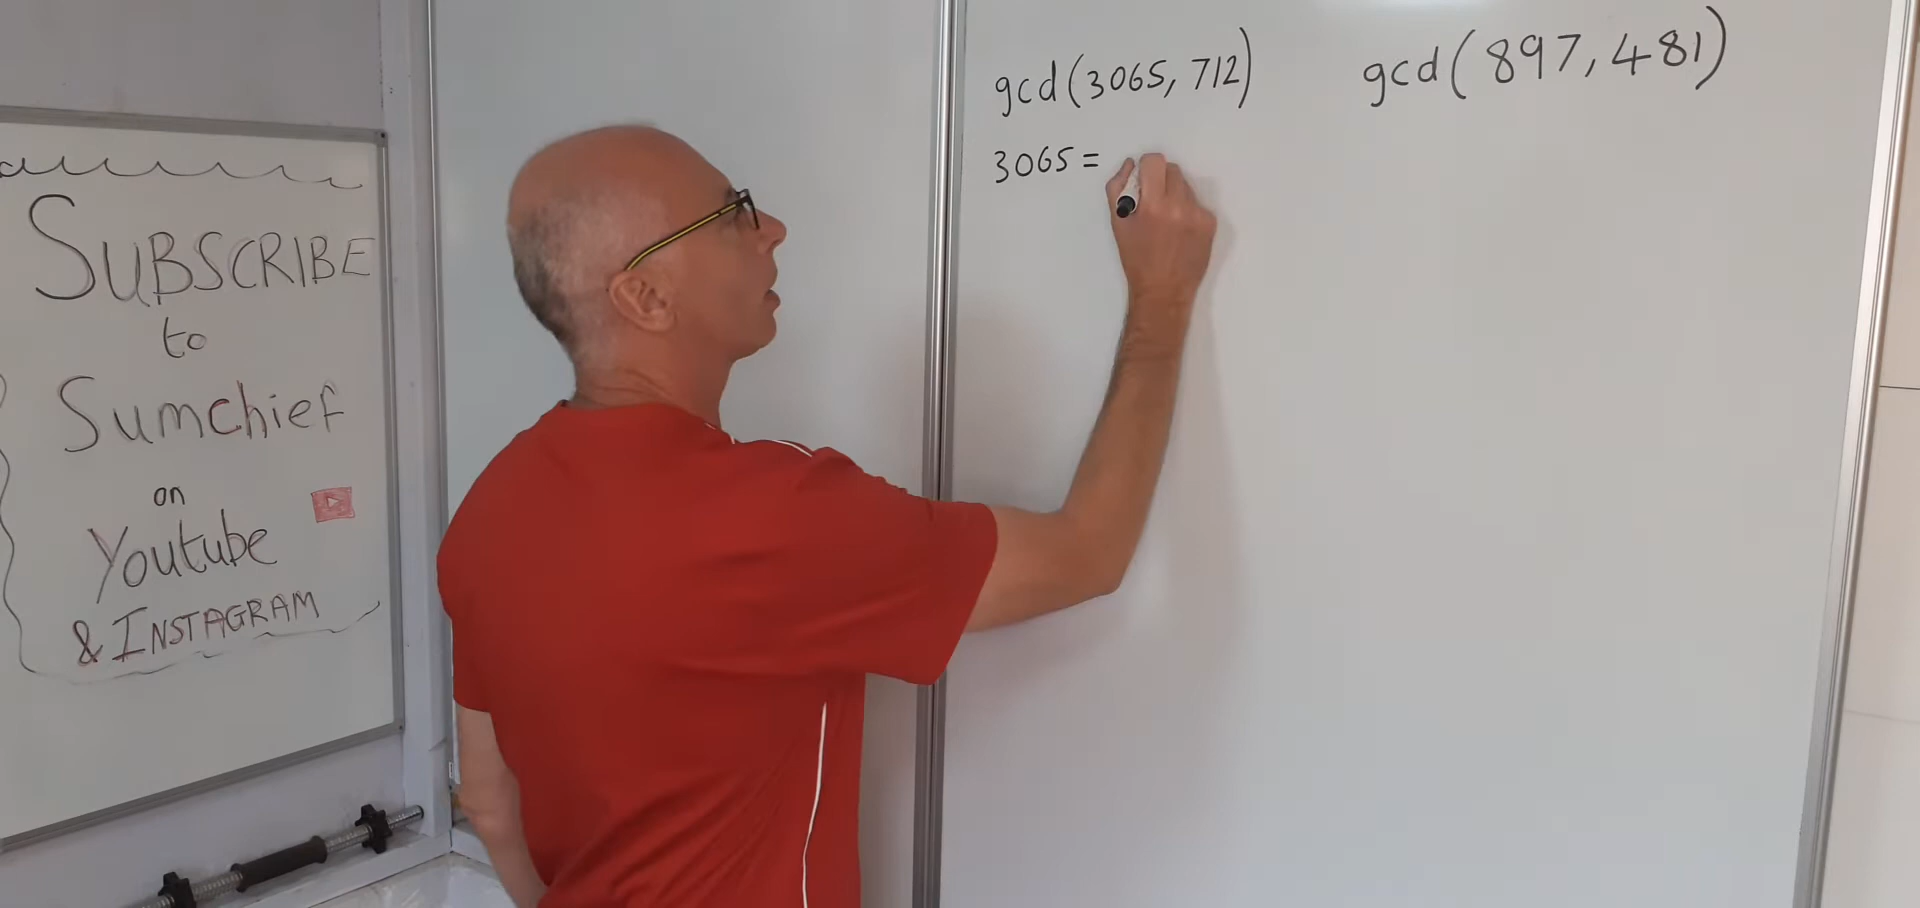 SUBSCRIBE
to
Sumchief
on
Youtube
& INSTAGRAM
gcd(3065, 712)
3065 =
gcd(897, 481)